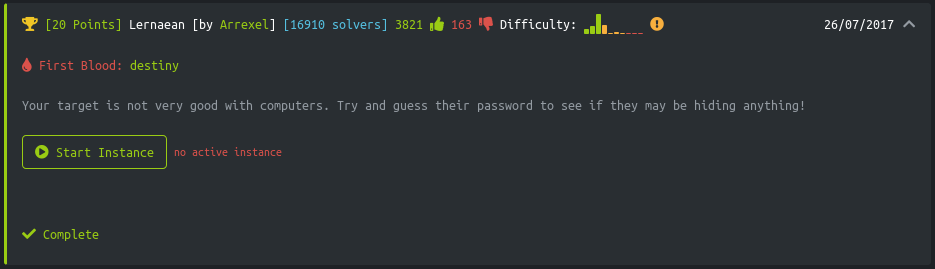 [20 Points] Lernaean [by Arrexel] [16910 solvers] 3821 163 Difficulty: 26/07/2017
First Blood: destiny
Your target is not very good with computers. Try and guess their password to see if they may be hiding anything!
Start Instance no active instance
Complete